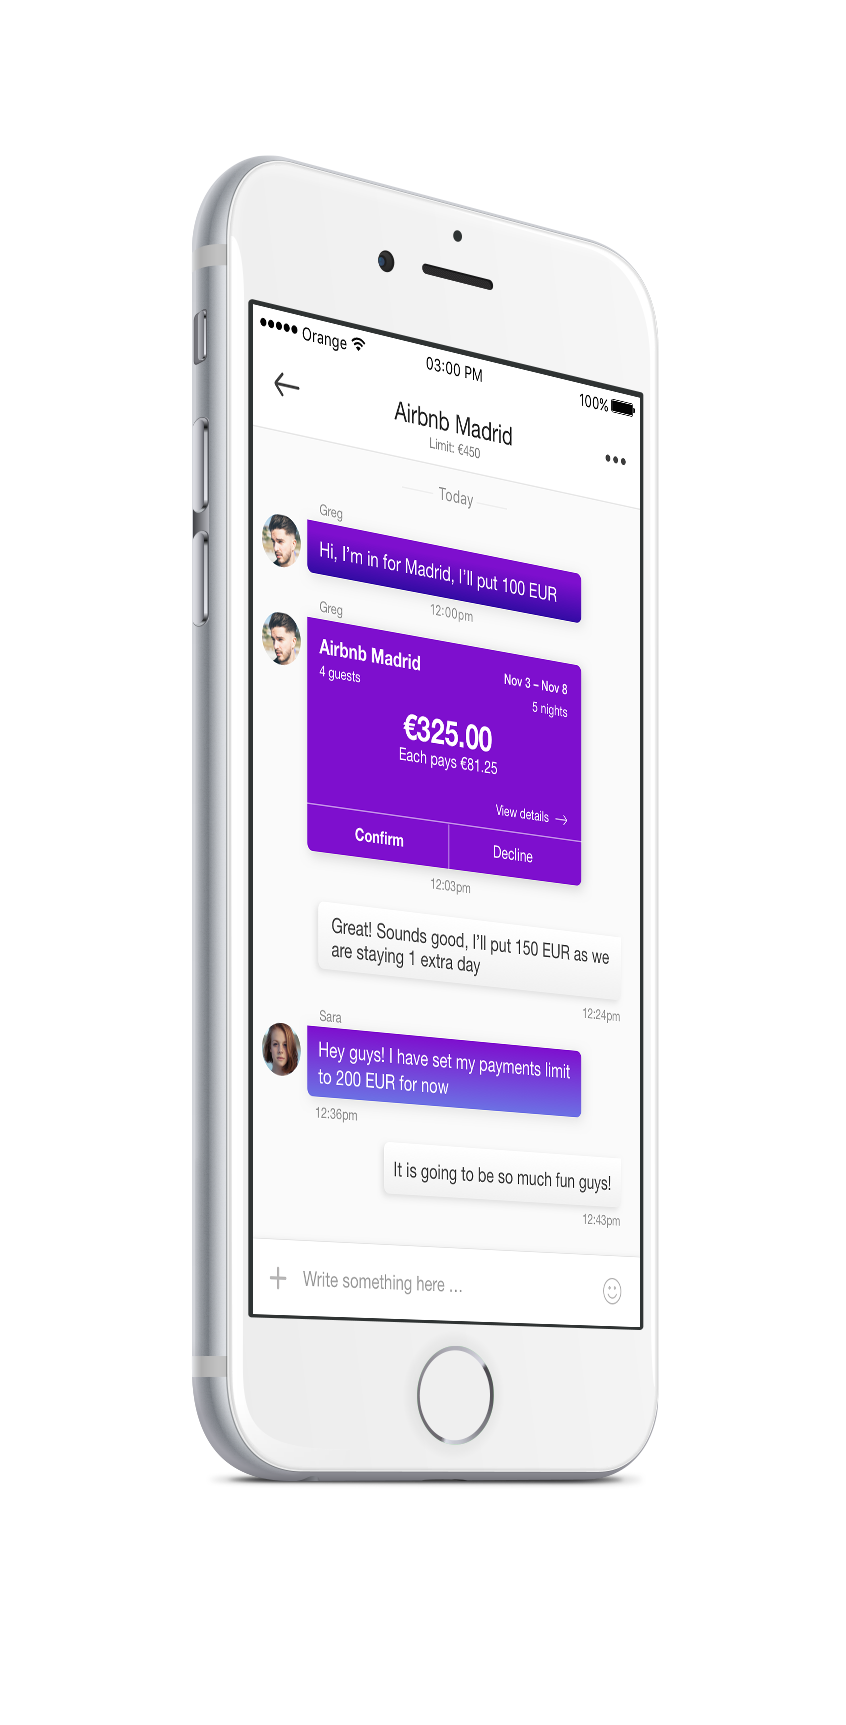 Orange
03:00 PM
100%
Airbnb Madrid
Limit: €450
Today
Greg
Hi, I'm in for Madrid, I'll put 100 EUR
12:00pm
Greg
Airbnb Madrid
Nov 3 – Nov 8
4 guests
5 nights
€325.00
Each pays €81.25
View details →
Confirm
Decline
12:03pm
Great! Sounds good, I'll put 150 EUR as we
are staying 1 extra day
12:24pm
Sara
Hey guys! I have set my payments limit
to 200 EUR for now
12:36pm
It is going to be so much fun guys!
12:43pm
Write something here ...